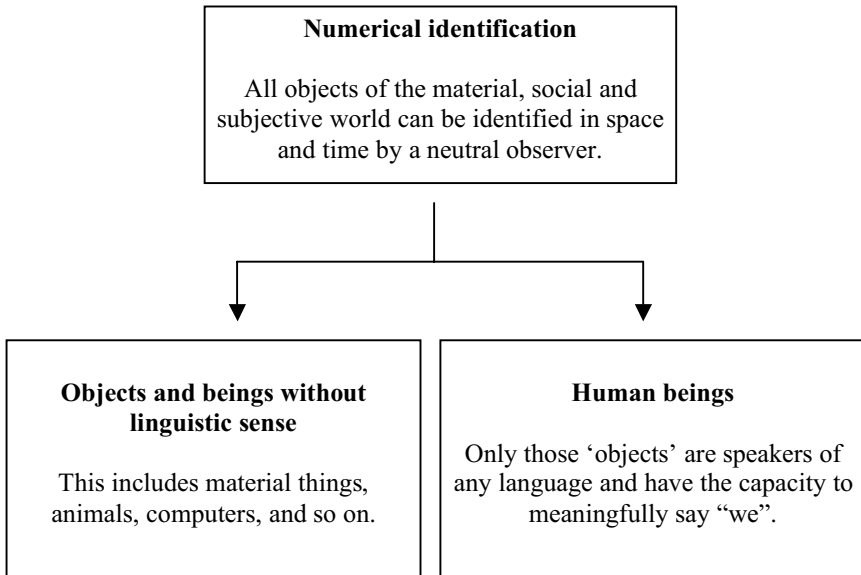 Numerical identification
All objects of the material, social and
subjective world can be identified in space
and time by a neutral observer.
Objects and beings without
linguistic sense
This includes material things,
animals, computers, and so on.
Human beings
Only those ‘objects’ are speakers of
any language and have the capacity to
meaningfully say “we”.